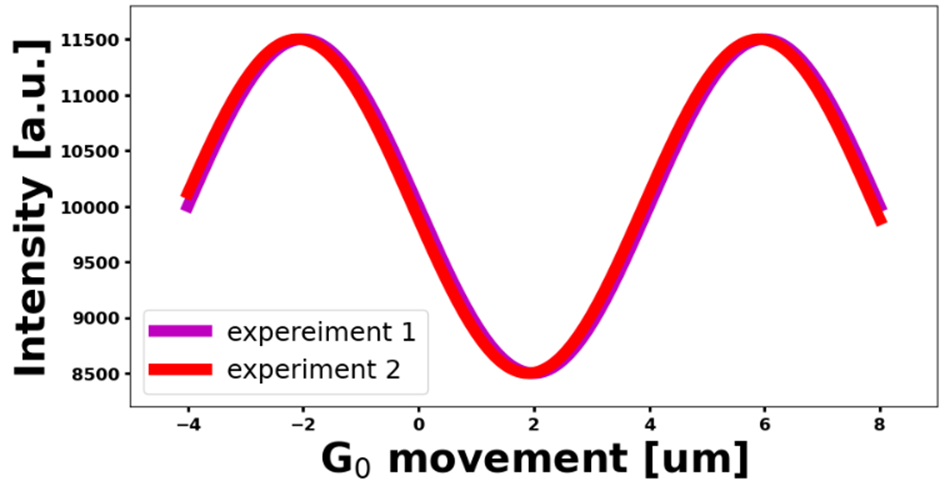 Intensity [a.u.]
11500
11000
10500
10000
9500
9000
8500
expereiment 1
experiment 2
−4 −2 0 2 4 6 8
G₀ movement [um]